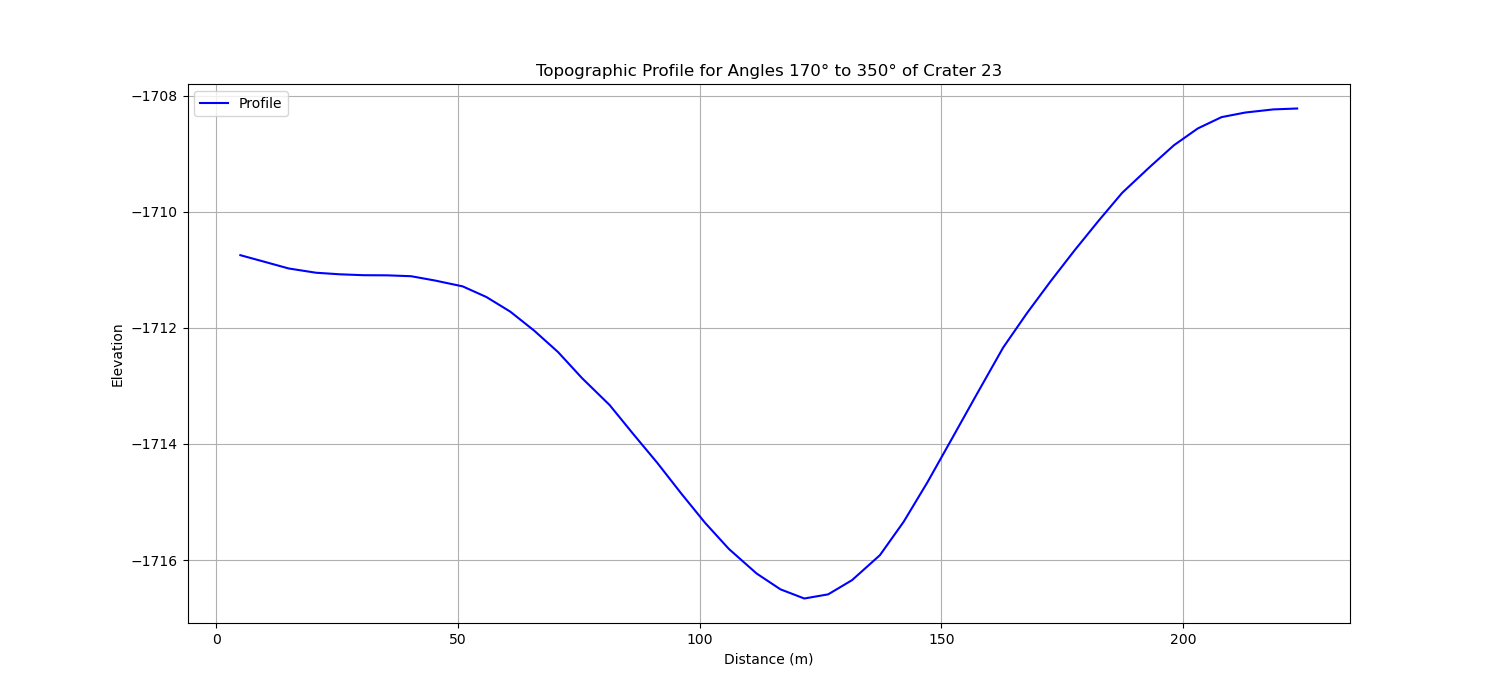 Topographic Profile for Angles 170° to 350° of Crater 23
Profile
−1708
−1710
−1712
−1714
−1716
Elevation
0 50 100 150 200
Distance (m)